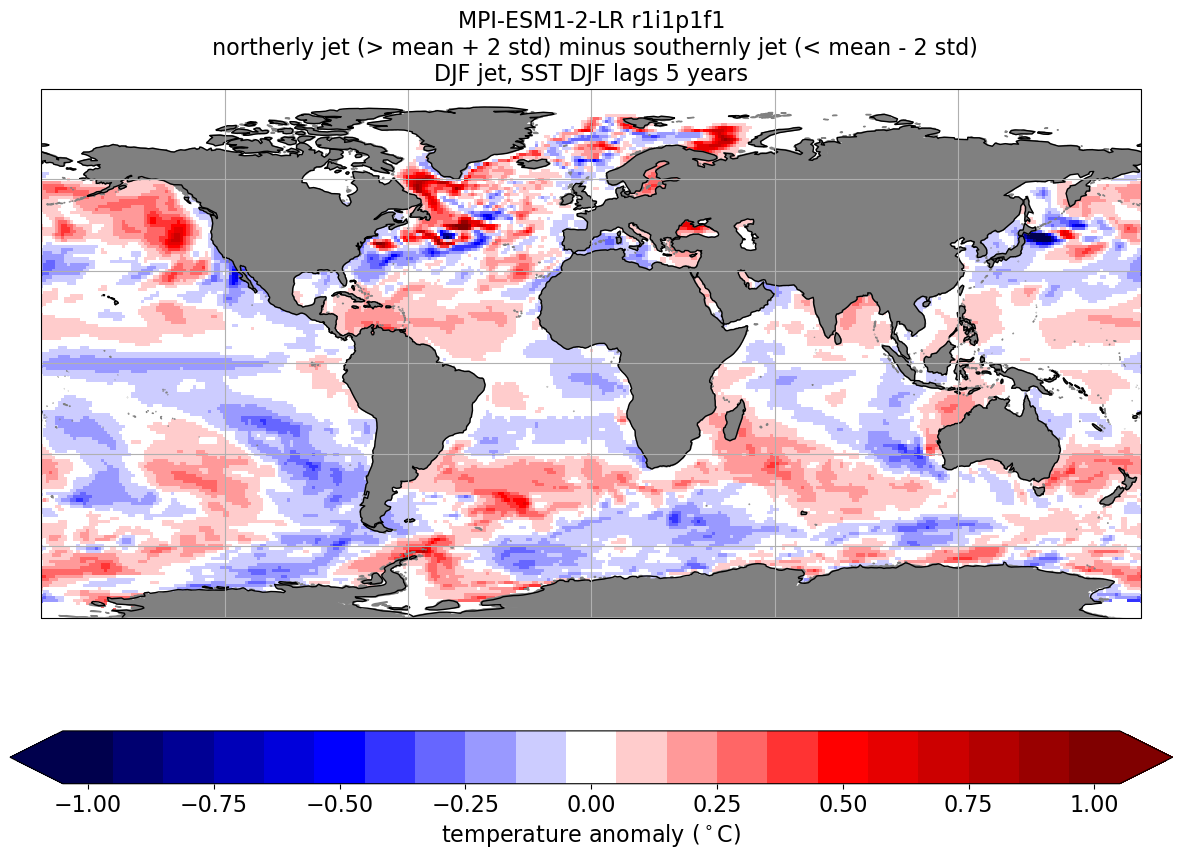 MPI-ESM1-2-LR r1i1p1f1
northerly jet (> mean + 2 std) minus southernly jet (< mean - 2 std)
DJF jet, SST DJF lags 5 years
−1.00 −0.75 −0.50 −0.25 0.00 0.25 0.50 0.75 1.00
temperature anomaly (°C)